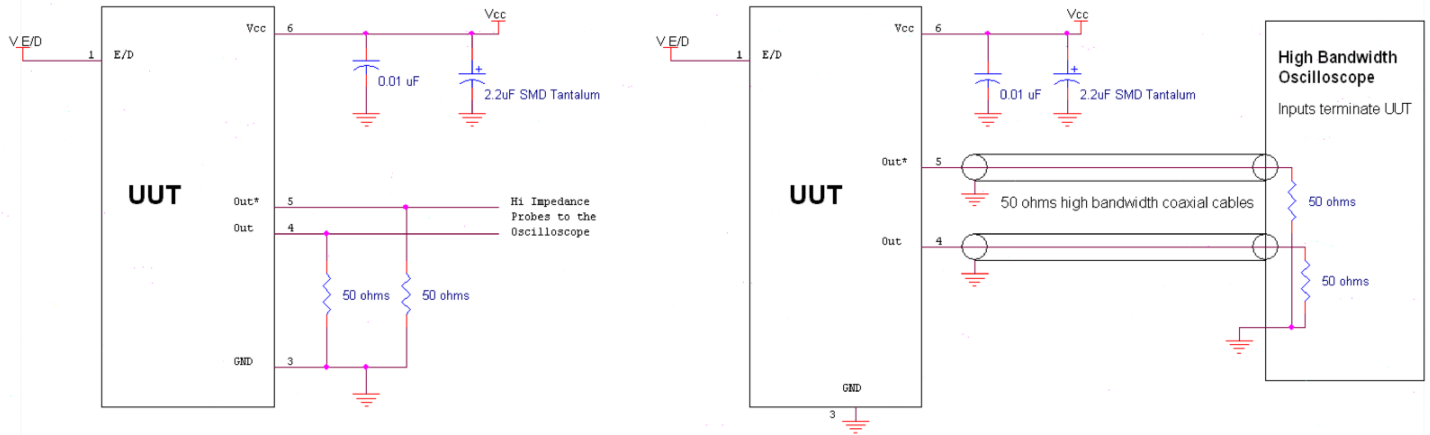 Vcc
Vcc 6
V E/D
1 E/D
0.01 uF
2.2uF SMD Tantalum
UUT
Out* 5
Out 4
Hi Impedance
Probes to the
Oscilloscope
50 ohms
50 ohms
GND 3
Vcc
Vcc 6
V E/D
1 E/D
0.01 uF
2.2uF SMD Tantalum
High Bandwidth
Oscilloscope
Inputs terminate UUT
UUT
Out* 5
50 ohms high bandwidth coaxial cables
50 ohms
Out 4
50 ohms
GND
3